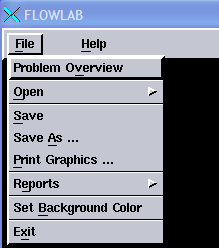 FLOWLAB
File Help
Problem Overview
Open
Save
Save As ...
Print Graphics ...
Reports
Set Background Color
Exit